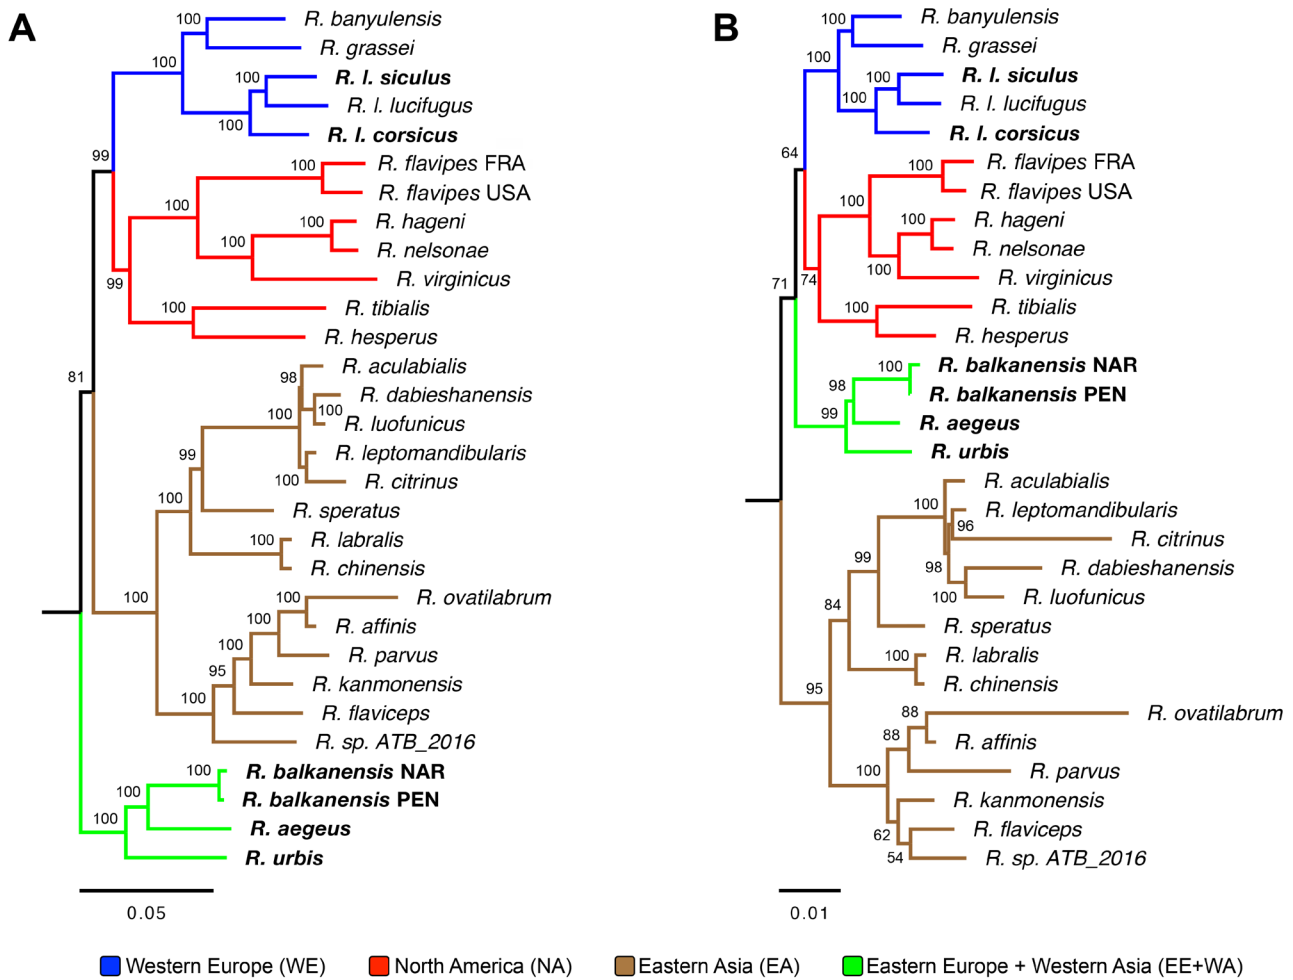 A
100
R. banyulensis
R. grassei
100
100
R. l. siculus
R. l. lucifugus
100
R. l. corsicus
99
100
R. flavipes FRA
R. flavipes USA
100
100
R. hageni
R. nelsonae
100
R. virginicus
99
100
R. tibialis
R. hesperus
81
R. aculabialis
98
R. dabieshanensis
100
100
R. luofunicus
R. leptomandibularis
99
100
R. citrinus
100
R. speratus
100
R. labralis
R. chinensis
100
100
R. ovatilabrum
100
R. affinis
100
R. parvus
95
R. kanmonensis
100
R. flaviceps
R. sp. ATB_2016
100
R. balkanensis NAR
100
R. balkanensis PEN
100
R. aegeus
R. urbis
0.05
B
100
R. banyulensis
R. grassei
100
100
R. l. siculus
R. l. lucifugus
100
R. l. corsicus
64
100
R. flavipes FRA
R. flavipes USA
100
100
R. hageni
R. nelsonae
100
R. virginicus
71
74
100
R. tibialis
R. hesperus
100
R. balkanensis NAR
98
R. balkanensis PEN
99
R. aegeus
R. urbis
R. aculabialis
100
R. leptomandibularis
96
R. citrinus
99
98
R. dabieshanensis
100
R. luofunicus
84
R. speratus
100
R. labralis
R. chinensis
95
88
R. ovatilabrum
88
R. affinis
100
R. parvus
R. kanmonensis
62
R. flaviceps
54
R. sp. ATB_2016
0.01
Western Europe (WE)
North America (NA)
Eastern Asia (EA)
Eastern Europe + Western Asia (EE+WA)